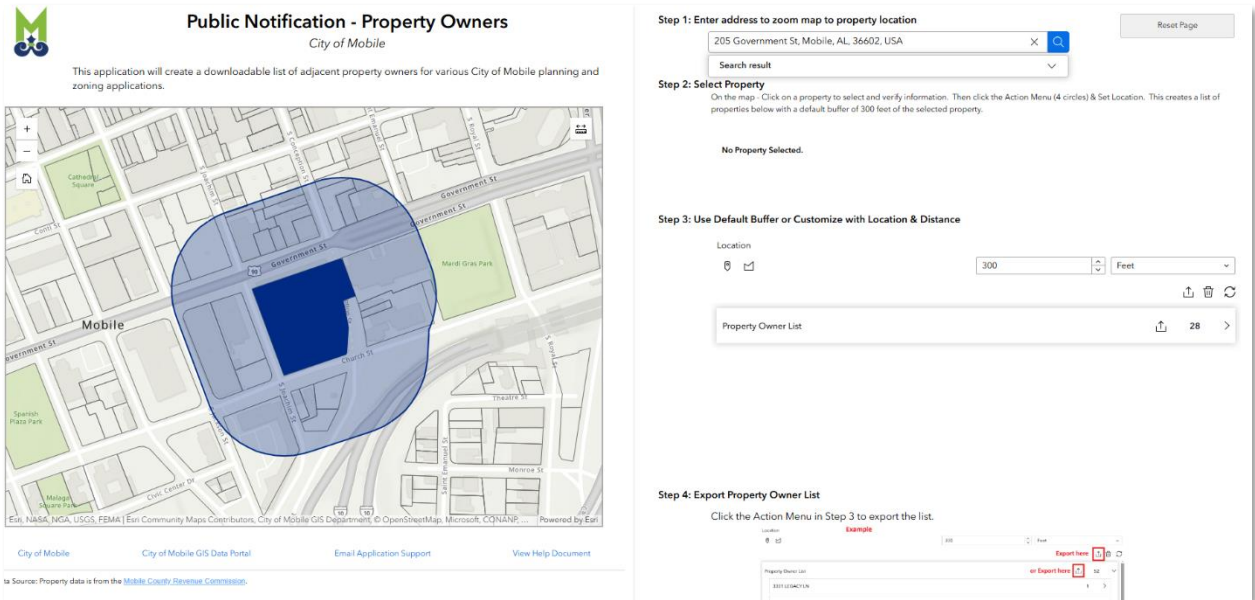 Public Notification - Property Owners
City of Mobile
This application will create a downloadable list of adjacent property owners for various City of Mobile planning and
zoning applications.
+
−
Cathedral
Square
Conti St
S Joachim St
S Conception St
S Royal St
Government St
Government St
Government St
98
Mardi Gras Park
Mobile
Government St
Church St
S Joachim St
S Royal St
Theatre St
Spanish
Plaza Park
Saint Emanuel St
Monroe St
Civic Center Dr
Malaga
Square Park
98
98
Esri, NASA, NGA, USGS, FEMA | Esri Community Maps Contributors, City of Mobile GIS Department, © OpenStreetMap, Microsoft, CONANP, ...
Powered by Esri
City of Mobile
City of Mobile GIS Data Portal
Email Application Support
View Help Document
ta Source: Property data is from the Mobile County Revenue Commission.
Step 1: Enter address to zoom map to property location
Reset Page
205 Government St, Mobile, AL, 36602, USA
Search result
Step 2: Select Property
On the map - Click on a property to select and verify information. Then click the Action Menu (4 circles) & Set Location. This creates a list of
properties below with a default buffer of 300 feet of the selected property.
No Property Selected.
Step 3: Use Default Buffer or Customize with Location & Distance
Location
300
Feet
Property Owner List
28
Step 4: Export Property Owner List
Click the Action Menu in Step 3 to export the list.
Location
Example
Feet
Export here
Property Owner List
or Export here